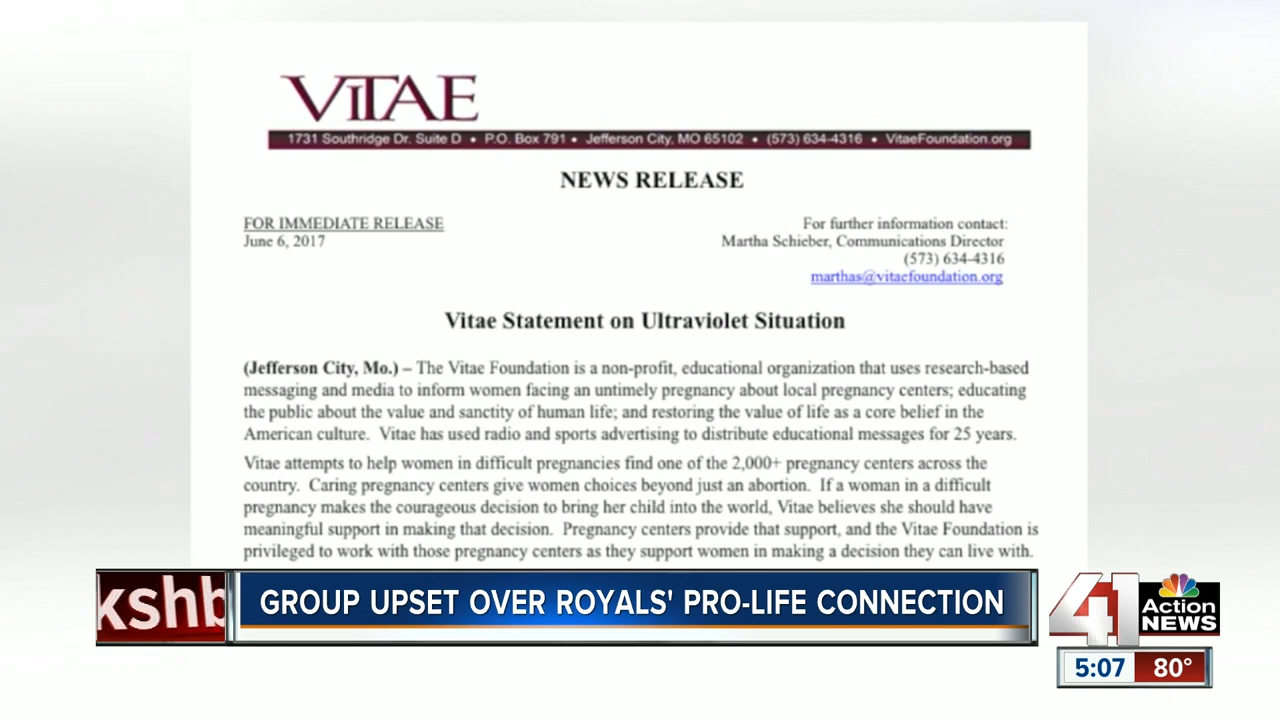 VITAE
1731 Southridge Dr. Suite D • P.O. Box 791 • Jefferson City, MO 65102 • (573) 634-4316 • VitaeFoundation.org
NEWS RELEASE
FOR IMMEDIATE RELEASE
June 6, 2017
For further information contact:
Martha Schieber, Communications Director
(573) 634-4316
marthas@vitaefoundation.org
Vitae Statement on Ultraviolet Situation
(Jefferson City, Mo.) – The Vitae Foundation is a non-profit, educational organization that uses research-based
messaging and media to inform women facing an untimely pregnancy about local pregnancy centers; educating
the public about the value and sanctity of human life; and restoring the value of life as a core belief in the
American culture. Vitae has used radio and sports advertising to distribute educational messages for 25 years.
Vitae attempts to help women in difficult pregnancies find one of the 2,000+ pregnancy centers across the
country. Caring pregnancy centers give women choices beyond just an abortion. If a woman in a difficult
pregnancy makes the courageous decision to bring her child into the world, Vitae believes she should have
meaningful support in making that decision. Pregnancy centers provide that support, and the Vitae Foundation is
privileged to work with those pregnancy centers as they support women in making a decision they can live with.
kshb
GROUP UPSET OVER ROYALS' PRO-LIFE CONNECTION
41
Action
NEWS
5:07 80°